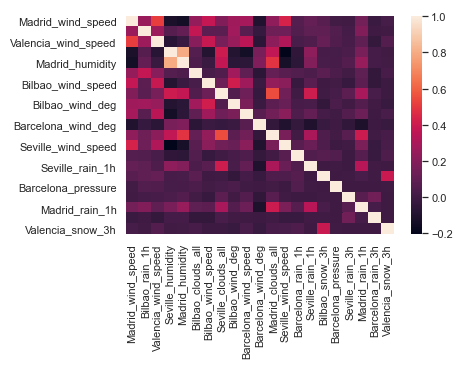 Madrid_wind_speed
Valencia_wind_speed
Madrid_humidity
Bilbao_wind_speed
Bilbao_wind_deg
Barcelona_wind_deg
Seville_wind_speed
Seville_rain_1h
Barcelona_pressure
Madrid_rain_1h
Valencia_snow_3h
Madrid_wind_speed
Bilbao_rain_1h
Valencia_wind_speed
Seville_humidity
Madrid_humidity
Bilbao_clouds_all
Bilbao_wind_speed
Seville_clouds_all
Bilbao_wind_deg
Barcelona_wind_speed
Barcelona_wind_deg
Madrid_clouds_all
Seville_wind_speed
Barcelona_rain_1h
Seville_rain_1h
Bilbao_snow_3h
Barcelona_pressure
Seville_rain_3h
Madrid_rain_1h
Barcelona_rain_3h
Valencia_snow_3h
1.0
0.8
0.6
0.4
0.2
0.0
−0.2